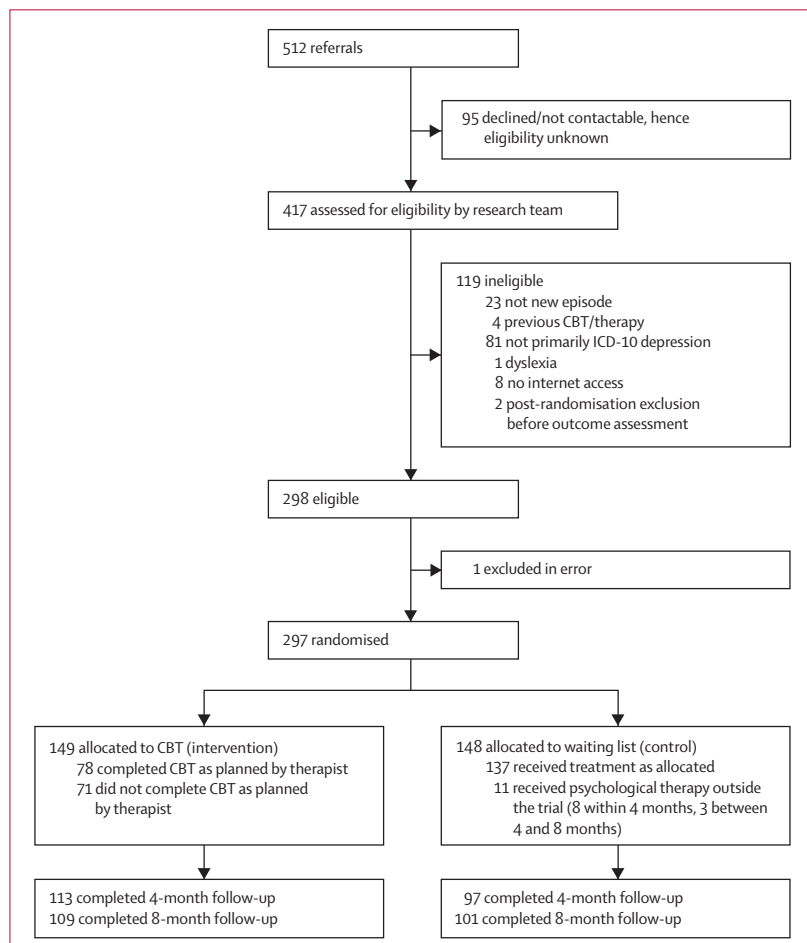 512 referrals
95 declined/not contactable, hence
eligibility unknown
417 assessed for eligibility by research team
119 ineligible
23 not new episode
4 previous CBT/therapy
81 not primarily ICD-10 depression
1 dyslexia
8 no internet access
2 post-randomisation exclusion
before outcome assessment
298 eligible
1 excluded in error
297 randomised
149 allocated to CBT (intervention)
78 completed CBT as planned by therapist
71 did not complete CBT as planned
by therapist
148 allocated to waiting list (control)
137 received treatment as allocated
11 received psychological therapy outside
the trial (8 within 4 months, 3 between
4 and 8 months)
113 completed 4-month follow-up
109 completed 8-month follow-up
97 completed 4-month follow-up
101 completed 8-month follow-up